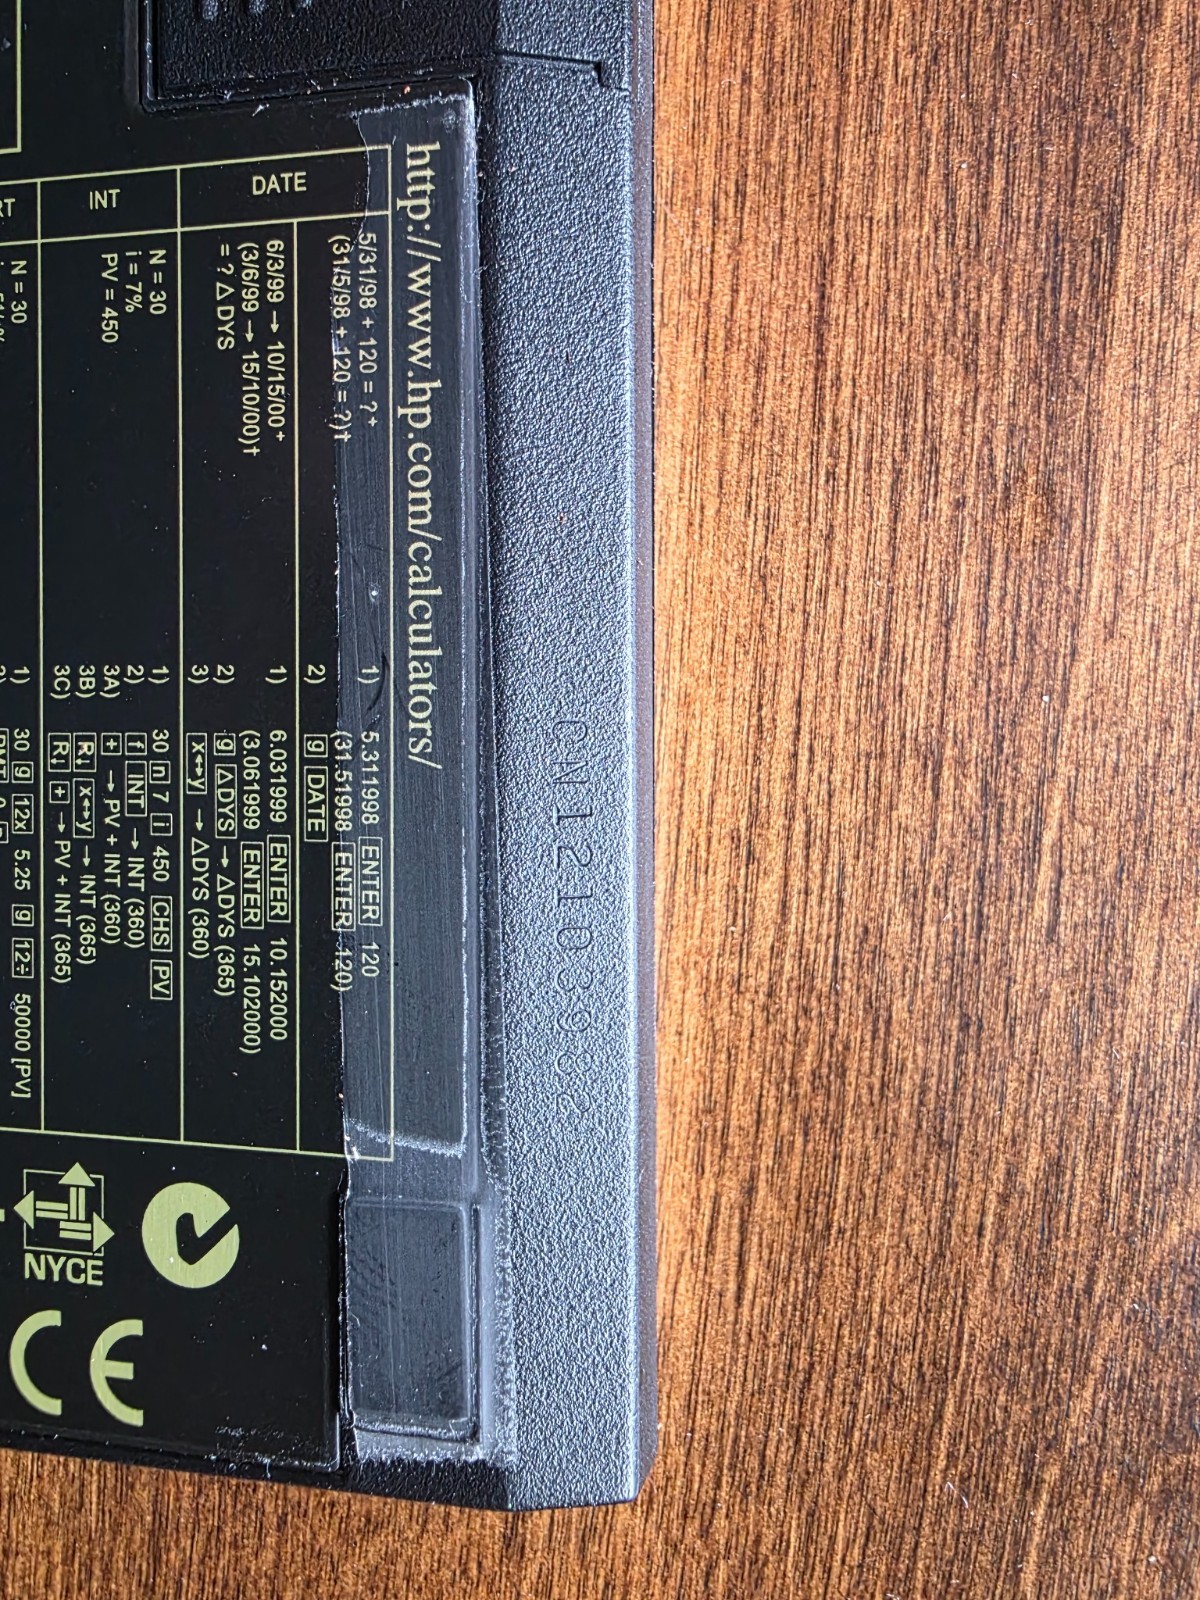 CN12103982
http://www.hp.com/calculators/
DATE
5/31/98 + 120 = ?+ 1) 5.311998 ENTER 120
(31/5/98 + 120 = ?)† (31.51998 ENTER 120)
2) g DATE
6/3/99 → 10/15/00+ 1) 6.031999 ENTER 10.152000
(3/6/99 → 15/10/00)† (3.061999 ENTER 15.102000)
= ? Δ DYS 2) g ΔDYS → ΔDYS (365)
3) x↔y → ΔDYS (360)
INT
N = 30 1) 30 n 7 i 450 CHS PV
i = 7% 2) f INT → INT (360)
PV = 450 3A) + → PV + INT (360)
3B) R↓ x↔y → INT (365)
3C) R↓ + → PV + INT (365)
N = 30 1) 30 g 12x 5.25 g 12÷ 50000 [PV]
NYCE
CE